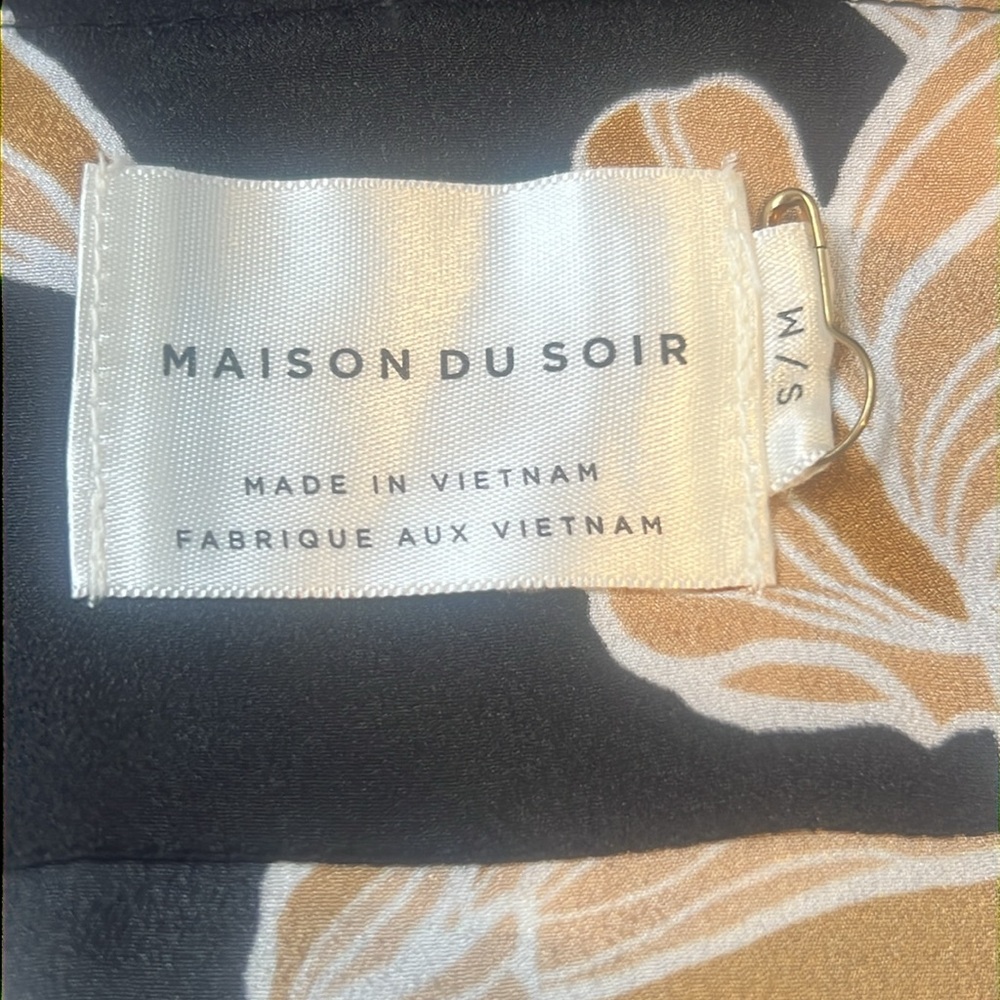 MAISON DU SOIR
MADE IN VIETNAM
FABRIQUE AUX VIETNAM
M/S